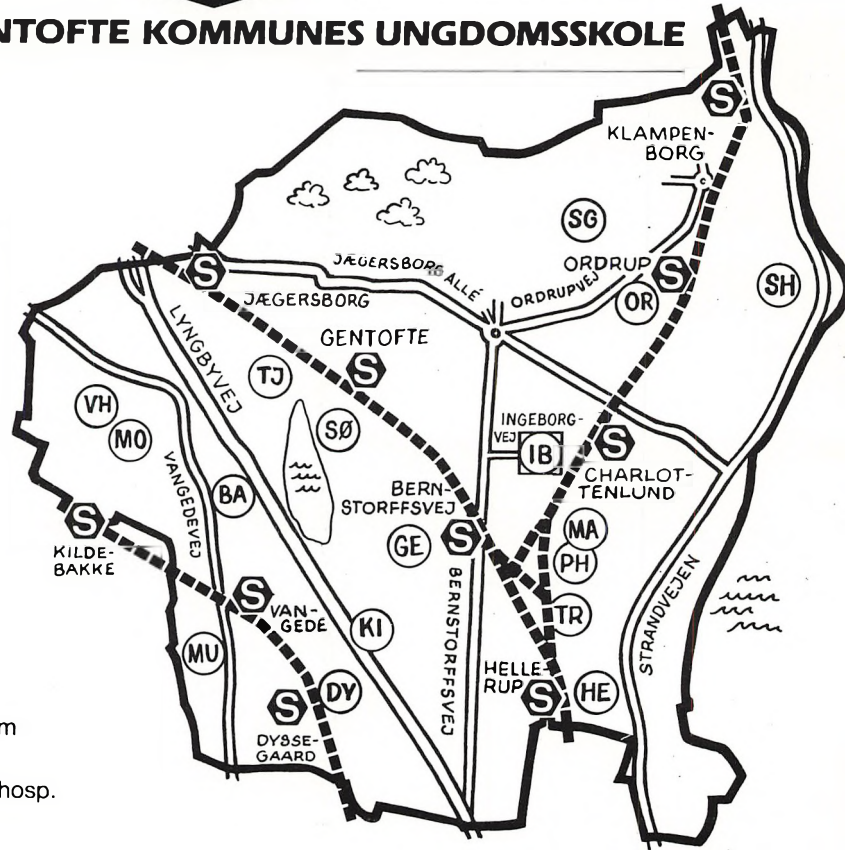 NTOFTE KOMMUNES UNGDOMSSKOLE
S
KLAMPEN-
BORG
SG
ORDRUP
S
OR
SH
S
JÆGERSBORG ALLÉ
ORDRUPVEJ
JÆGERSBORG
LYNGBYVEJ
GENTOFTE
S
TJ
SØ
VH
MO
INGEBORG-
VEJ
IB
S
CHARLOT-
TENLUND
VANGEDEVEJ
BA
BERN-
STORFFSVEJ
S
GE
MA
PH
S
KILDE-
BAKKE
S
VAN-
GEDE
KI
BERNSTORFFSVEJ
TR
STRANDVEJEN
MU
HELLE-
RUP
S
HE
DY
S
DYSSE-
GAARD
m
hosp.